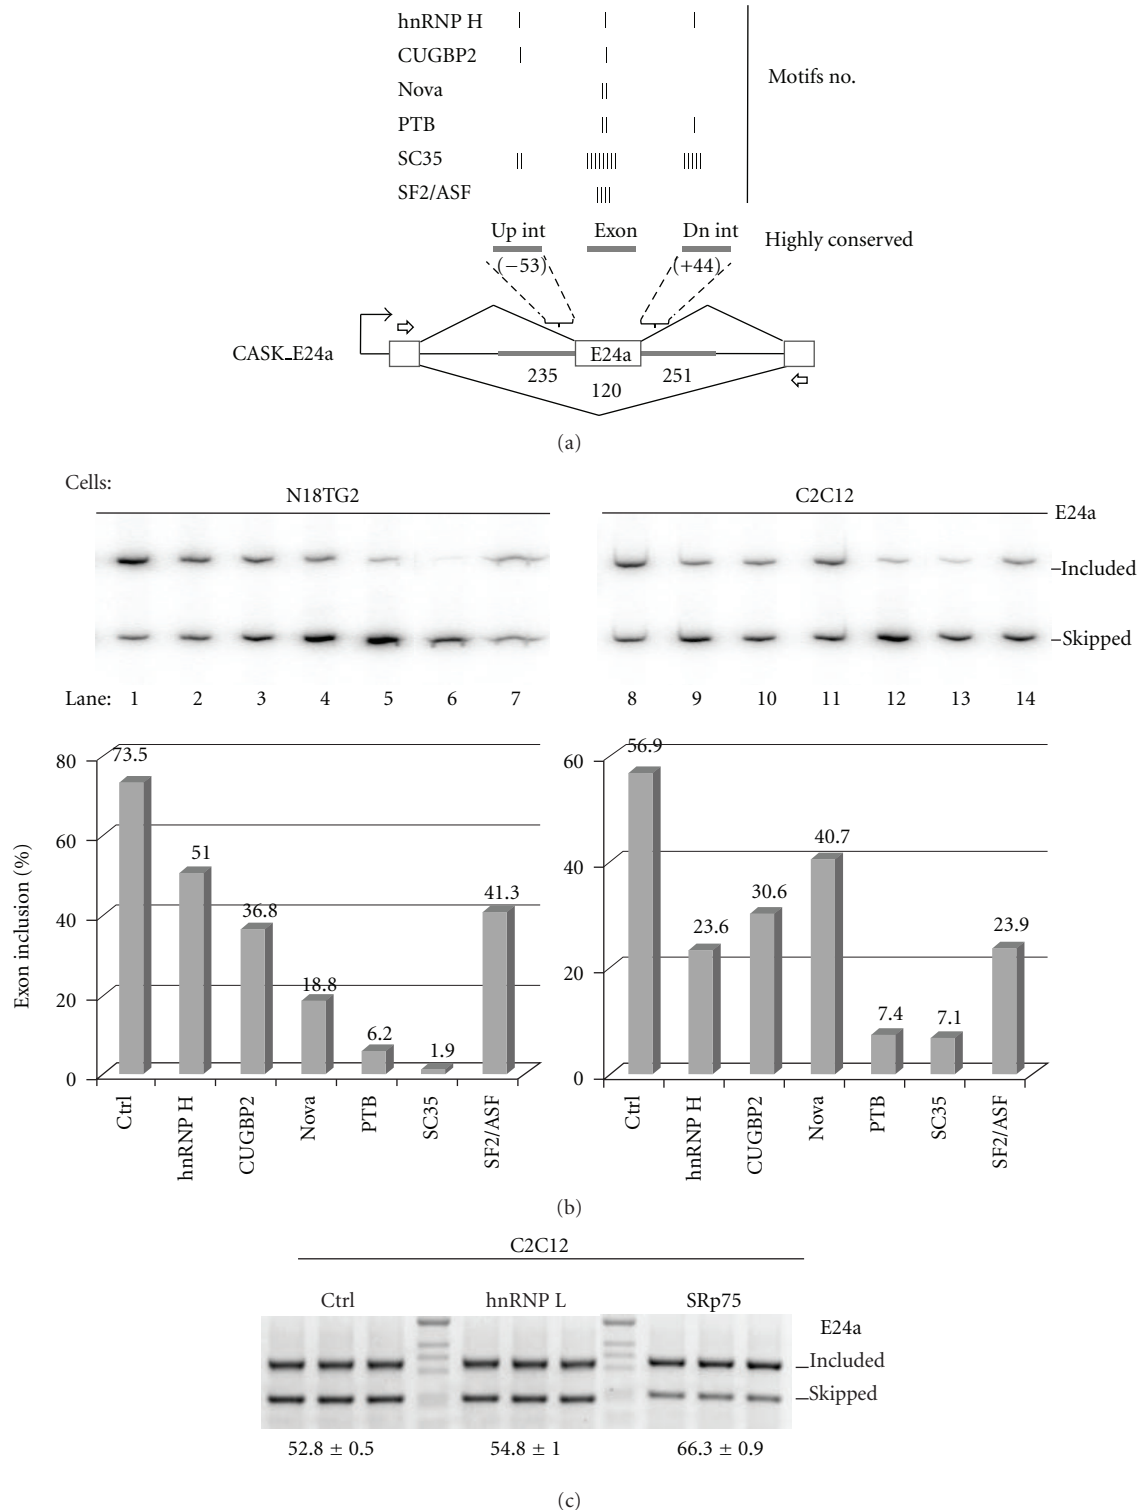 hnRNP H
CUGBP2
Nova
PTB
SC35
SF2/ASF
Motifs no.
Up int
Exon
Dn int
Highly conserved
(−53)
(+44)
CASK_E24a
E24a
235
120
251
(a)
Cells:
N18TG2
C2C12
E24a
Included
Skipped
Lane: 1 2 3 4 5 6 7 8 9 10 11 12 13 14
Exon inclusion (%)
80
60
40
20
0
73.5
51
36.8
18.8
6.2
1.9
41.3
Ctrl
hnRNP H
CUGBP2
Nova
PTB
SC35
SF2/ASF
60
40
20
0
56.9
23.6
30.6
40.7
7.4
7.1
23.9
Ctrl
hnRNP H
CUGBP2
Nova
PTB
SC35
SF2/ASF
(b)
C2C12
Ctrl
hnRNP L
SRp75
E24a
Included
Skipped
52.8 ± 0.5
54.8 ± 1
66.3 ± 0.9
(c)